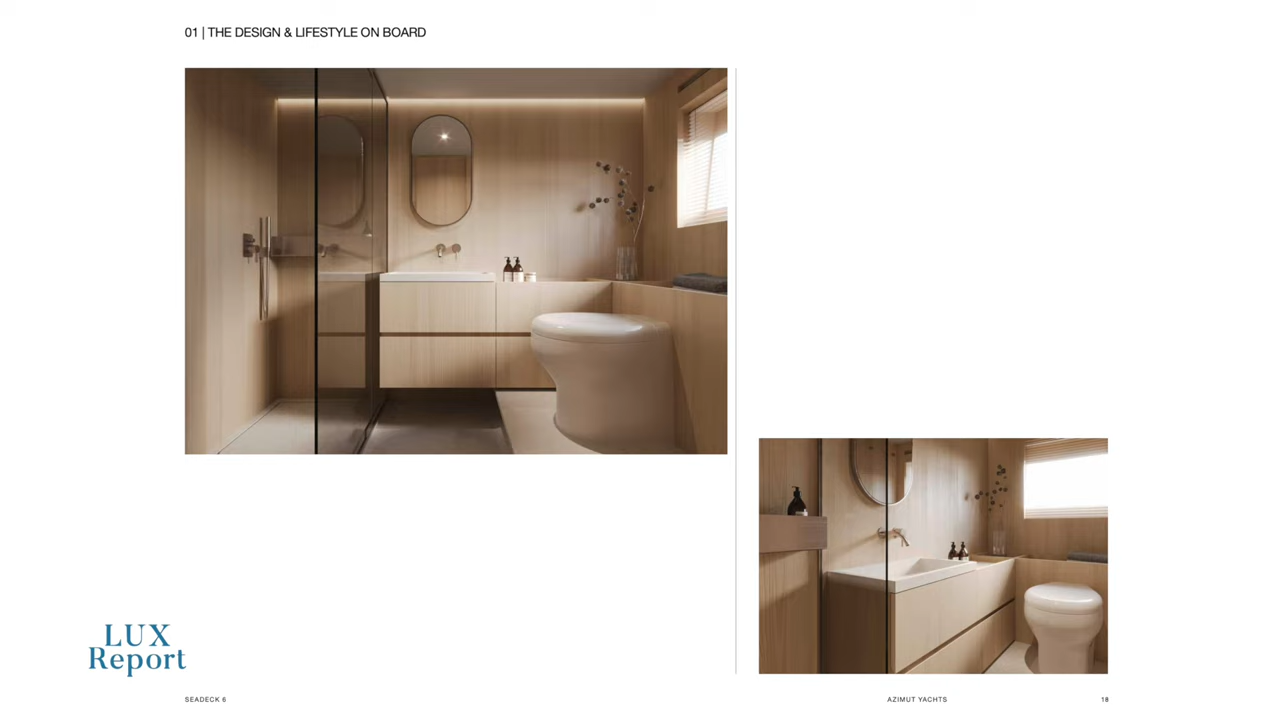 01 | THE DESIGN & LIFESTYLE ON BOARD
LUX
Report
SEADECK 6
AZIMUT YACHTS
18